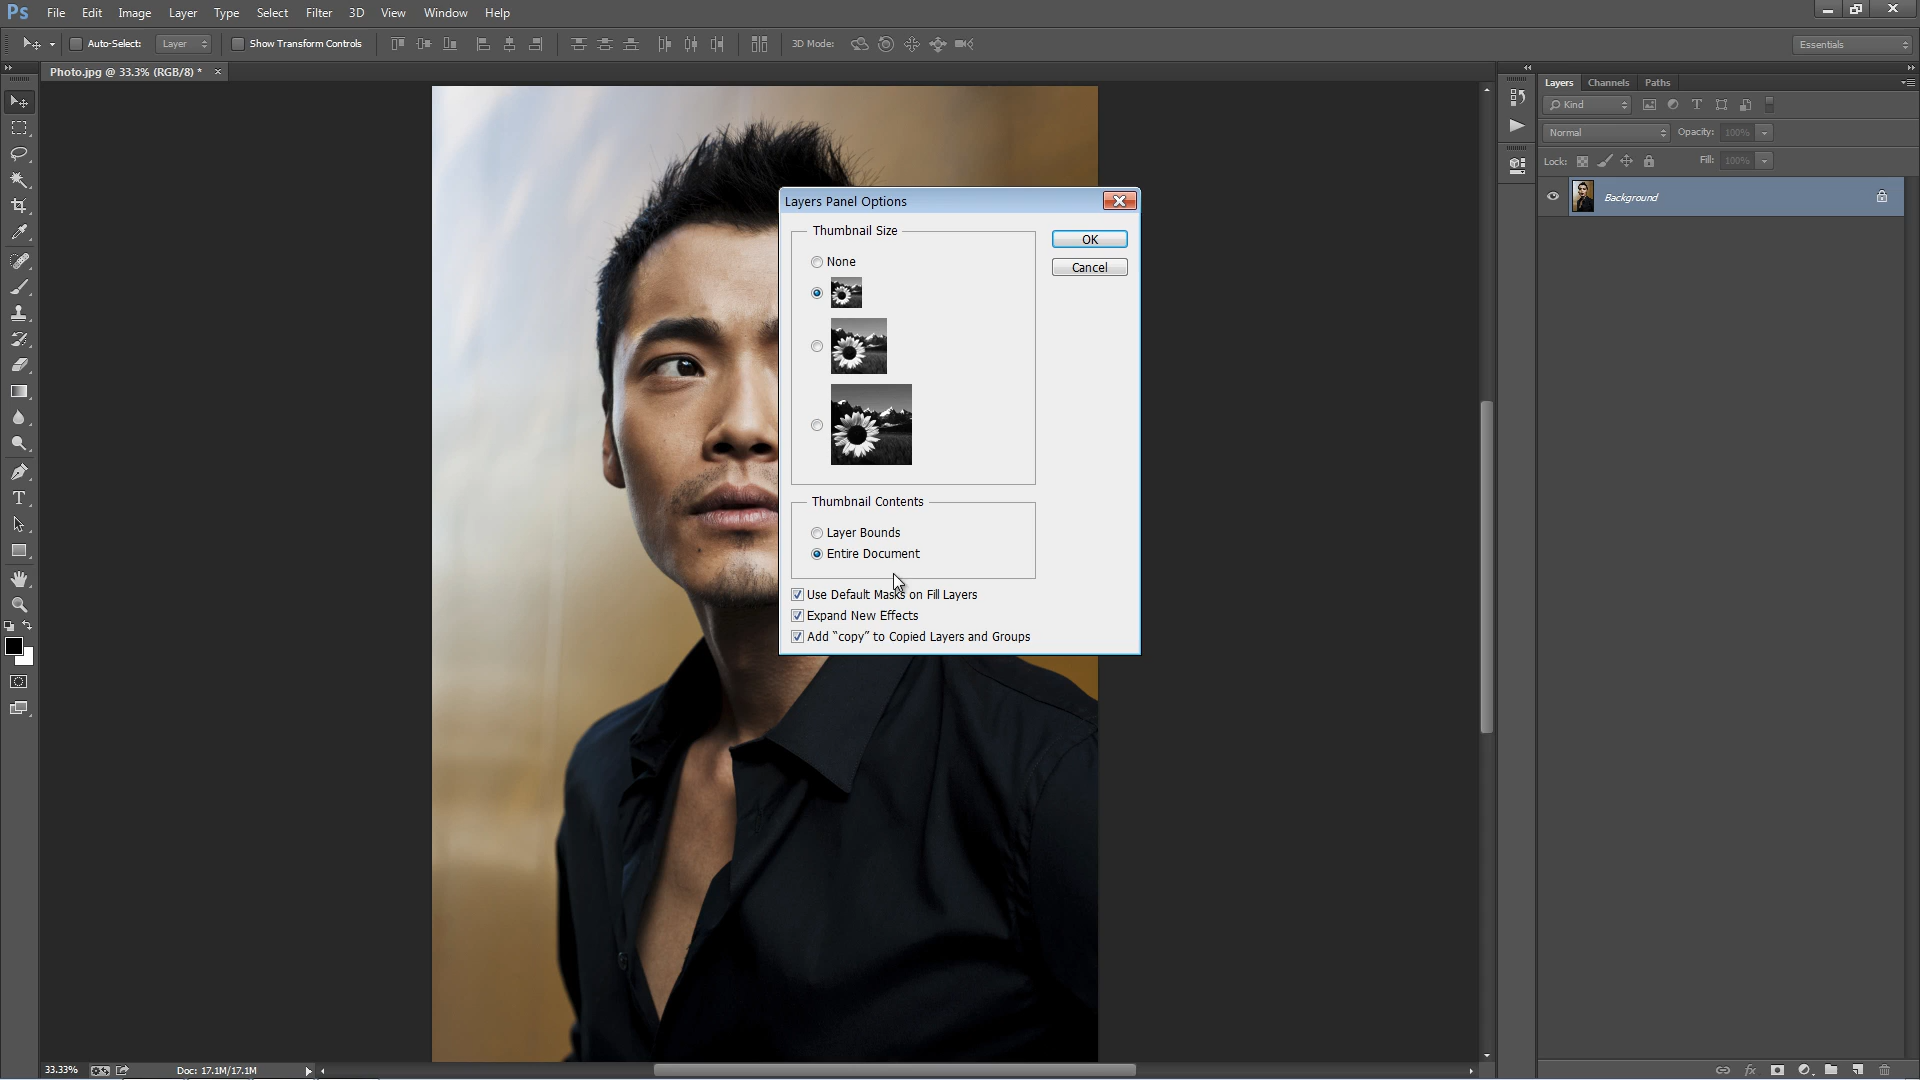 Ps File Edit Image Layer Type Select Filter 3D View Window Help
Auto-Select: Layer Show Transform Controls 3D Mode: Essentials
Photo.jpg @ 33.3% (RGB/8) * ×
Layers Channels Paths
Kind
Normal Opacity: 100%
Lock: Fill: 100%
Background
Layers Panel Options
Thumbnail Size
None
OK
Cancel
Thumbnail Contents
Layer Bounds
Entire Document
Use Default Masks on Fill Layers
Expand New Effects
Add “copy” to Copied Layers and Groups
33.33% Doc: 17.1M/17.1M